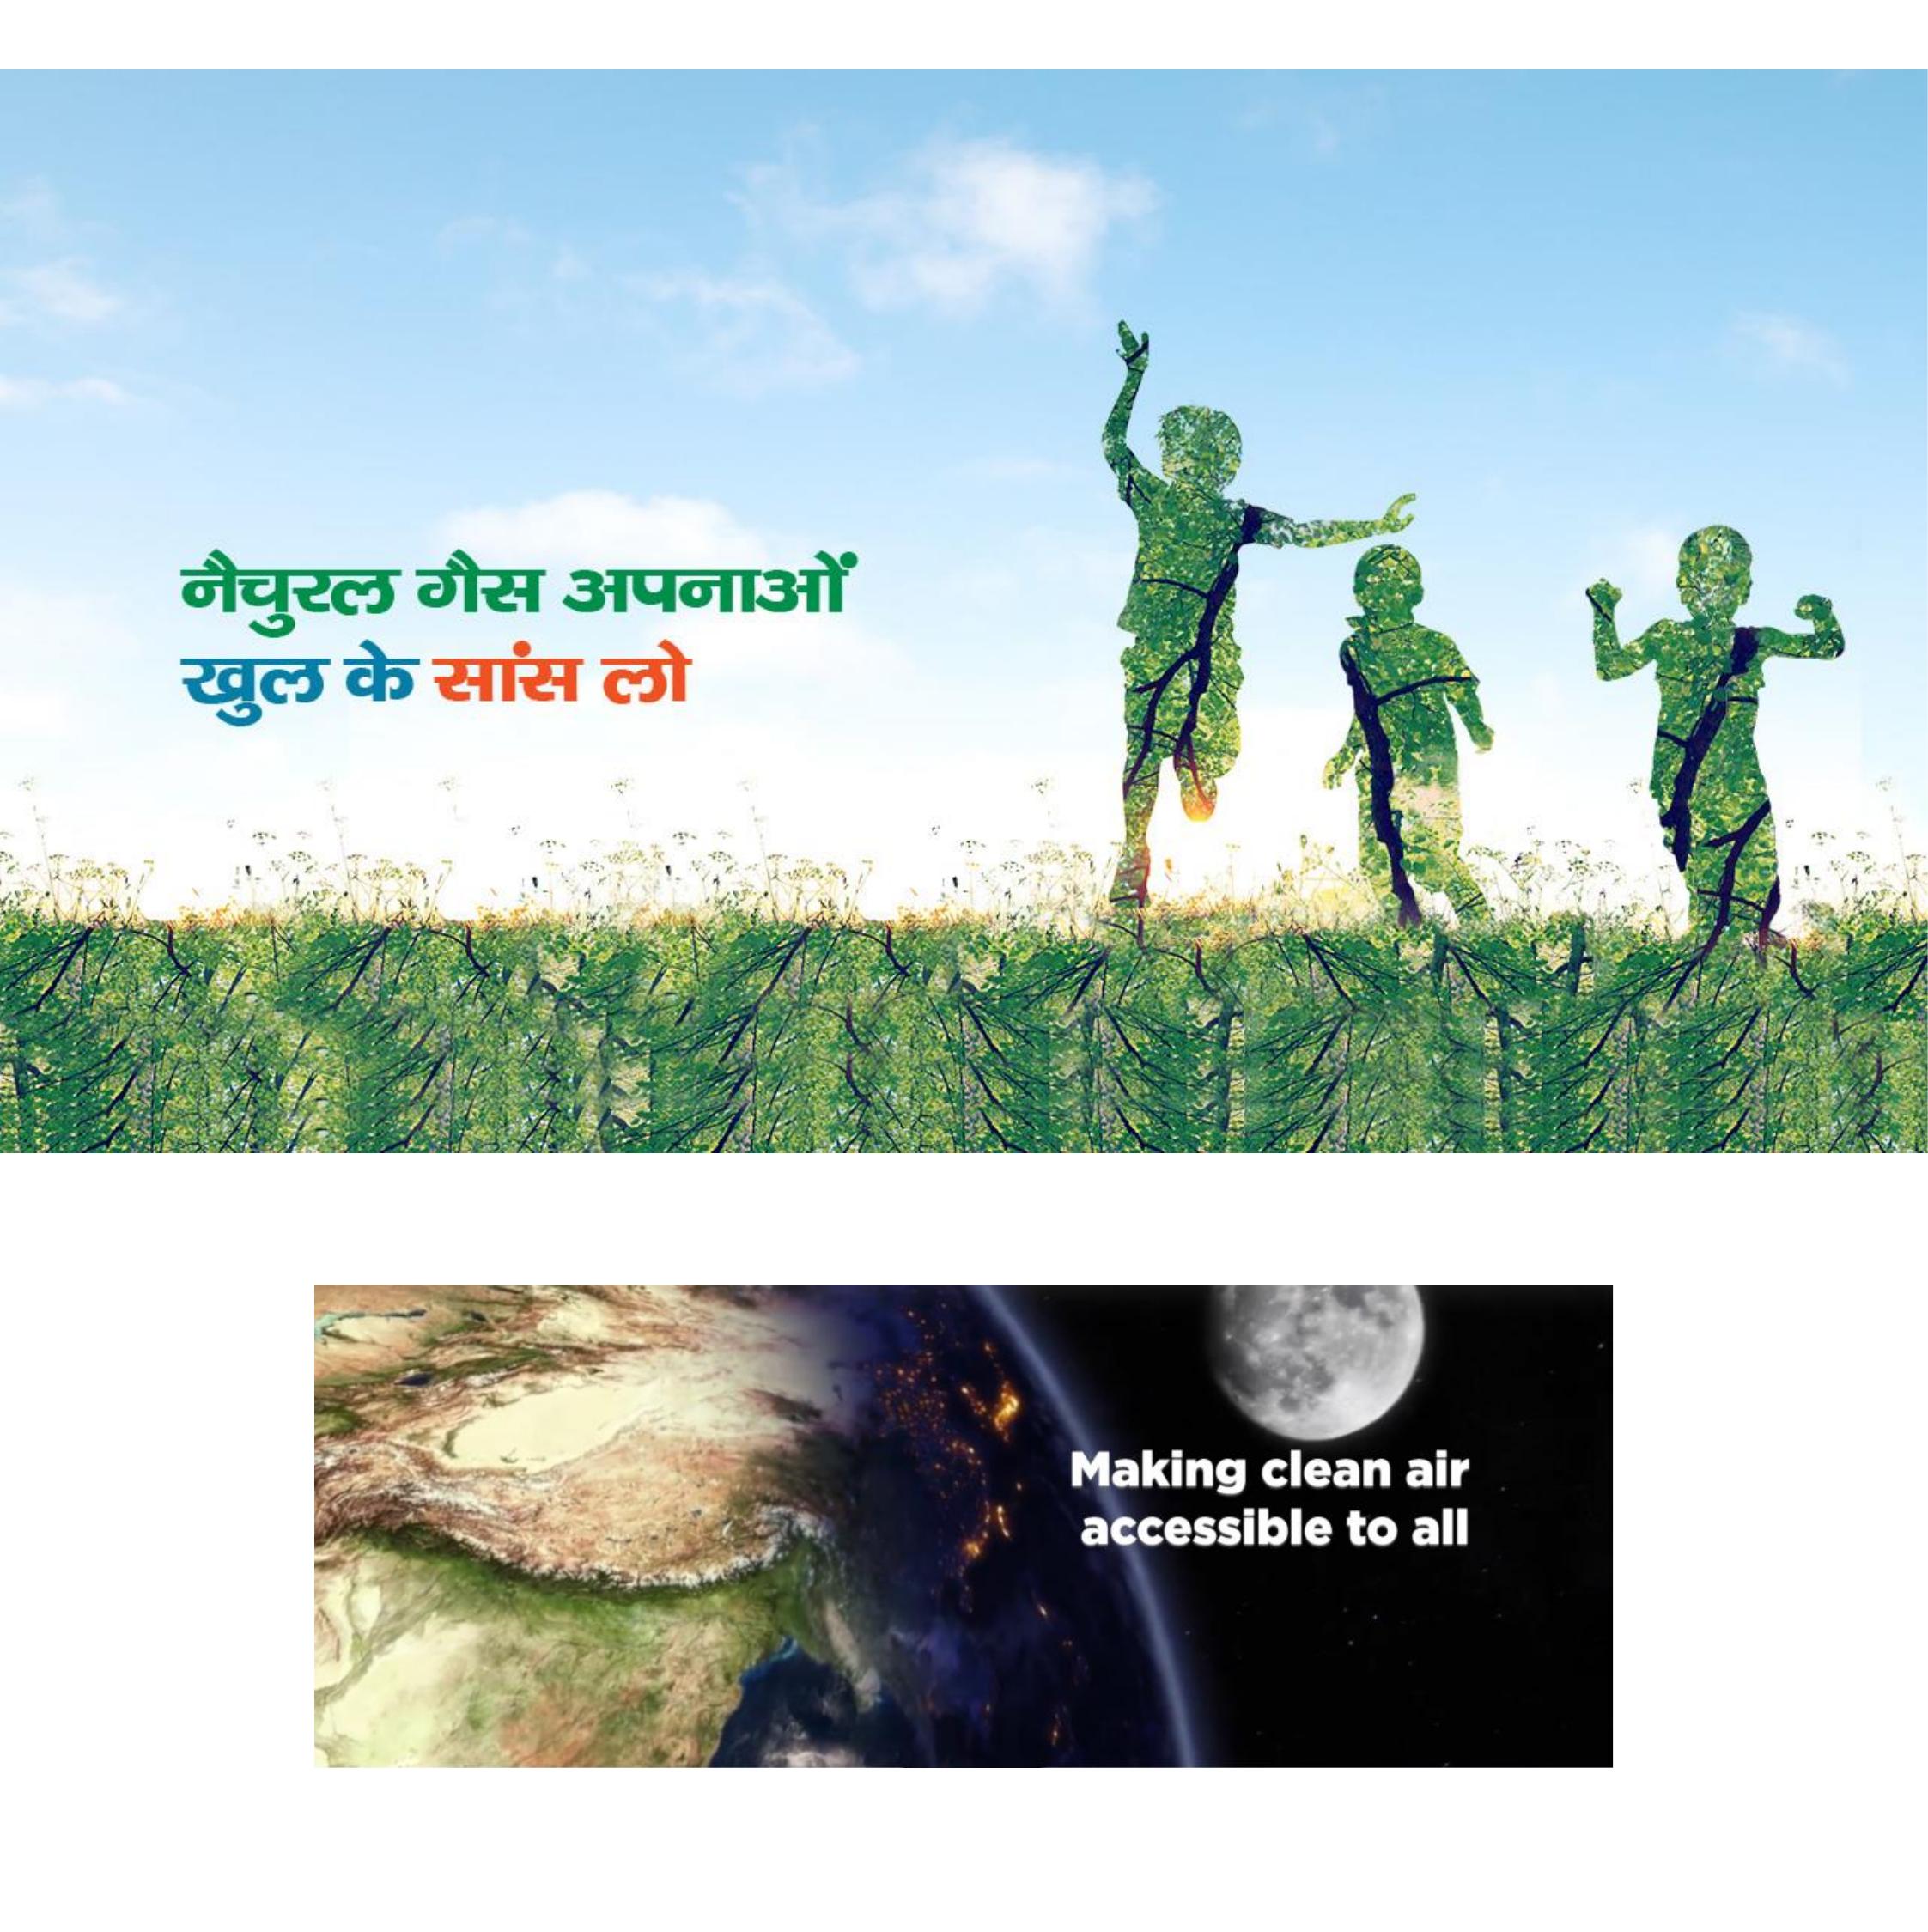 नैचुरल गैस अपनाओं
खुल के सांस लो
Making clean air
accessible to all